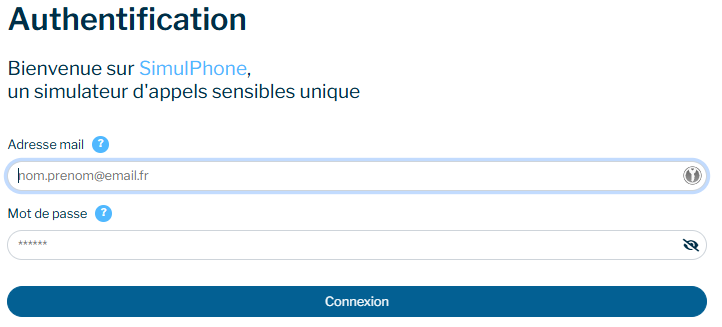 Authentification
Bienvenue sur SimulPhone,
un simulateur d'appels sensibles unique
Adresse mail ?
nom.prenom@email.fr
Mot de passe ?
******
Connexion